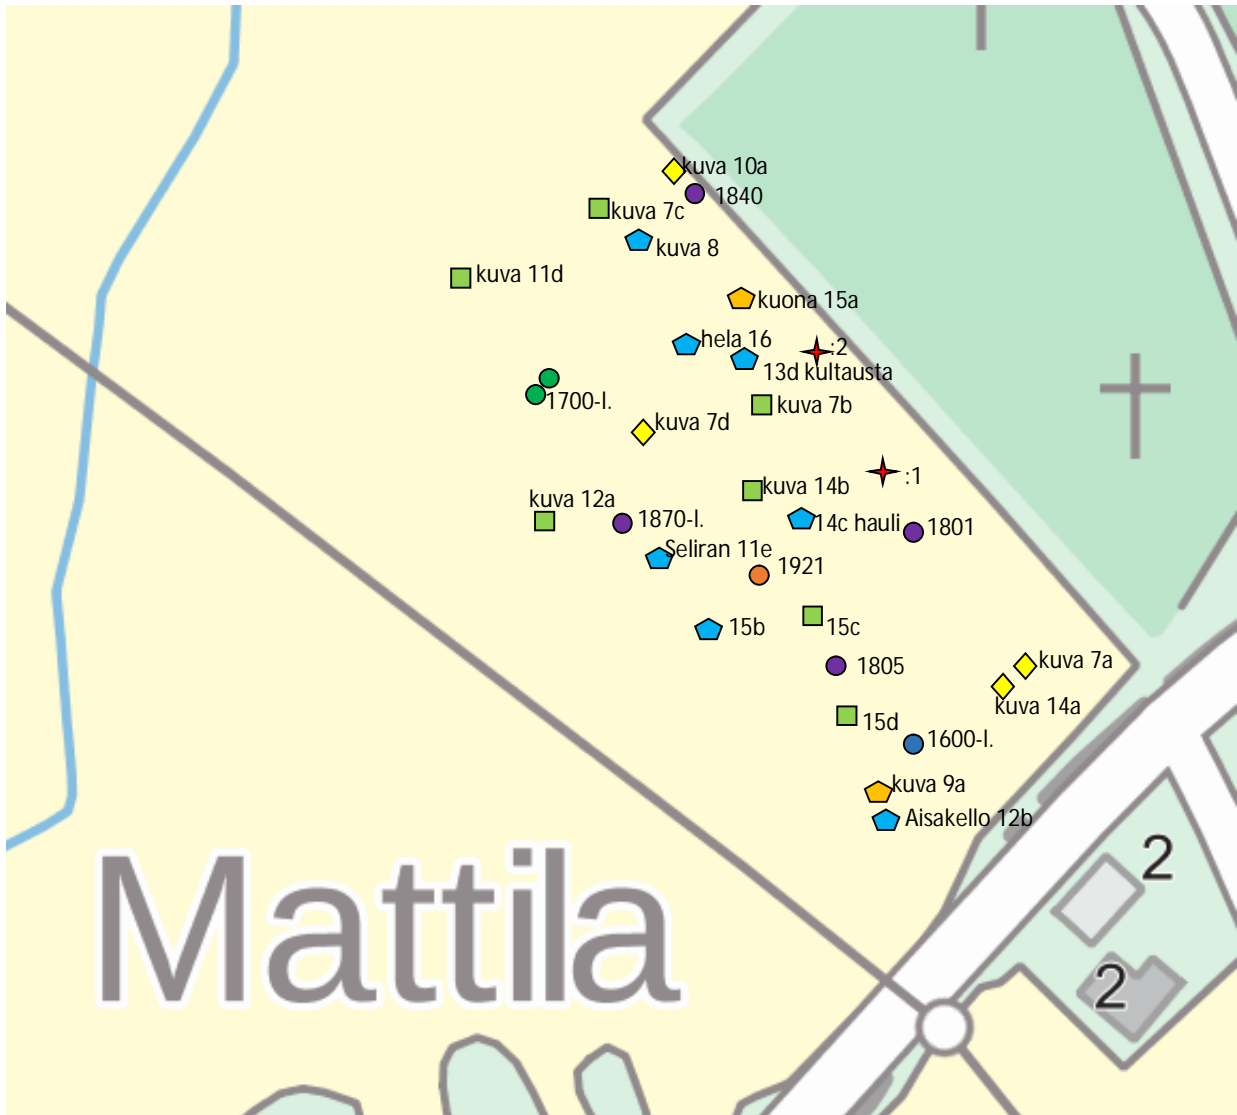 kuva 10a
1840
kuva 7c
kuva 8
kuva 11d
kuona 15a
hela 16
:2
13d kultausta
1700-l.
kuva 7b
kuva 7d
:1
kuva 14b
kuva 12a
1870-l.
14c hauli
1801
Seliran 11e
1921
15b
15c
kuva 7a
1805
kuva 14a
15d
1600-l.
kuva 9a
Aisakello 12b
2
Mattila
2